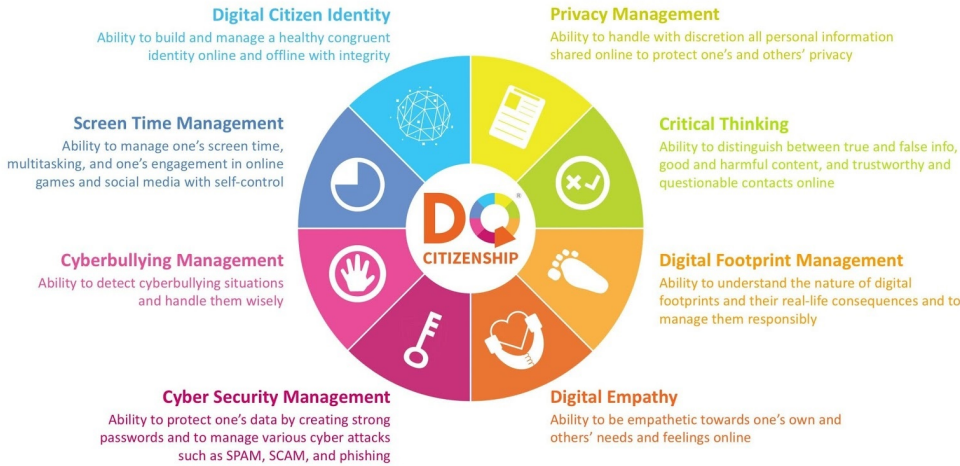 Digital Citizen Identity
Ability to build and manage a healthy congruent
identity online and offline with integrity
Privacy Management
Ability to handle with discretion all personal information
shared online to protect one's and others' privacy
Screen Time Management
Ability to manage one's screen time,
multitasking, and one's engagement in online
games and social media with self-control
Critical Thinking
Ability to distinguish between true and false info,
good and harmful content, and trustworthy and
questionable contacts online
DQ
®
CITIZENSHIP
Cyberbullying Management
Ability to detect cyberbullying situations
and handle them wisely
Digital Footprint Management
Ability to understand the nature of digital
footprints and their real-life consequences and to
manage them responsibly
Cyber Security Management
Ability to protect one's data by creating strong
passwords and to manage various cyber attacks
such as SPAM, SCAM, and phishing
Digital Empathy
Ability to be empathetic towards one's own and
others' needs and feelings online